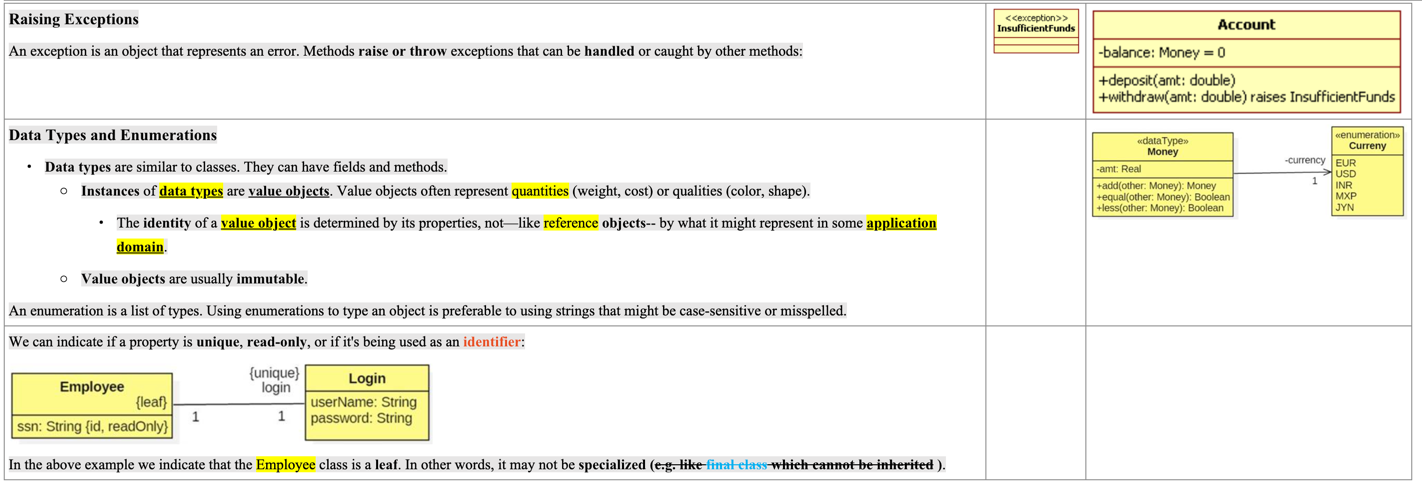 Raising Exceptions
An exception is an object that represents an error. Methods raise or throw exceptions that can be handled or caught by other methods:
<<exception>>
InsufficientFunds
Account
-balance: Money = 0
+deposit(amt: double)
+withdraw(amt: double) raises InsufficientFunds
Data Types and Enumerations
• Data types are similar to classes. They can have fields and methods.
o Instances of data types are value objects. Value objects often represent quantities (weight, cost) or qualities (color, shape).
• The identity of a value object is determined by its properties, not—like reference objects-- by what it might represent in some application
domain.
o Value objects are usually immutable.
An enumeration is a list of types. Using enumerations to type an object is preferable to using strings that might be case-sensitive or misspelled.
«dataType»
Money
-amt: Real
+add(other: Money): Money
+equal(other: Money): Boolean
+less(other: Money): Boolean
-currency
1
«enumeration»
Curreny
EUR
USD
INR
MXP
JYN
We can indicate if a property is unique, read-only, or if it's being used as an identifier:
Employee
{leaf}
ssn: String {id, readOnly}
1
{unique}
login
1
Login
userName: String
password: String
In the above example we indicate that the Employee class is a leaf. In other words, it may not be specialized (e.g. like final class which cannot be inherited ).